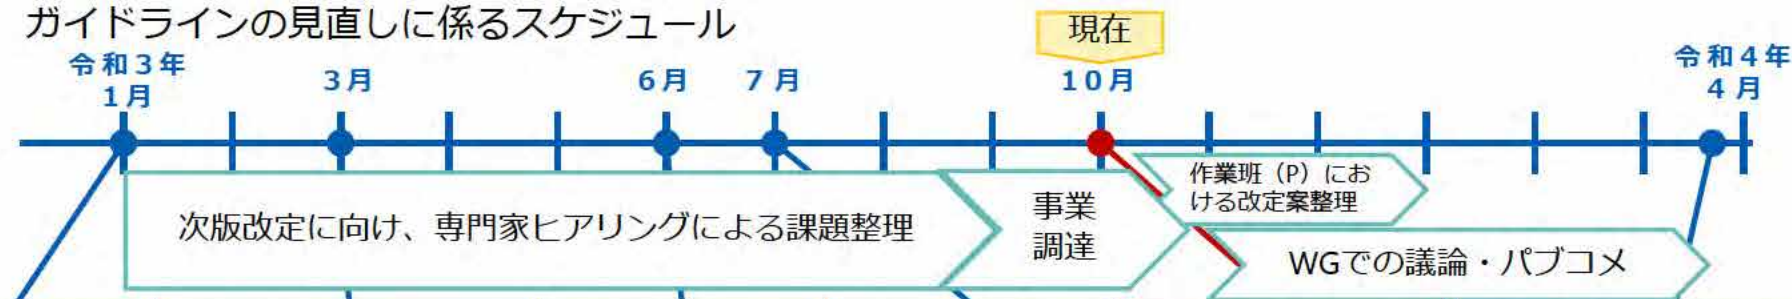 ガイドラインの見直しに係るスケジュール
現在
令和3年
1月
3月
6月
7月
10月
令和4年
4月
次版改定に向け、専門家ヒアリングによる課題整理
事業
調達
作業班（P）にお
ける改定案整理
WGでの議論・パブコメ